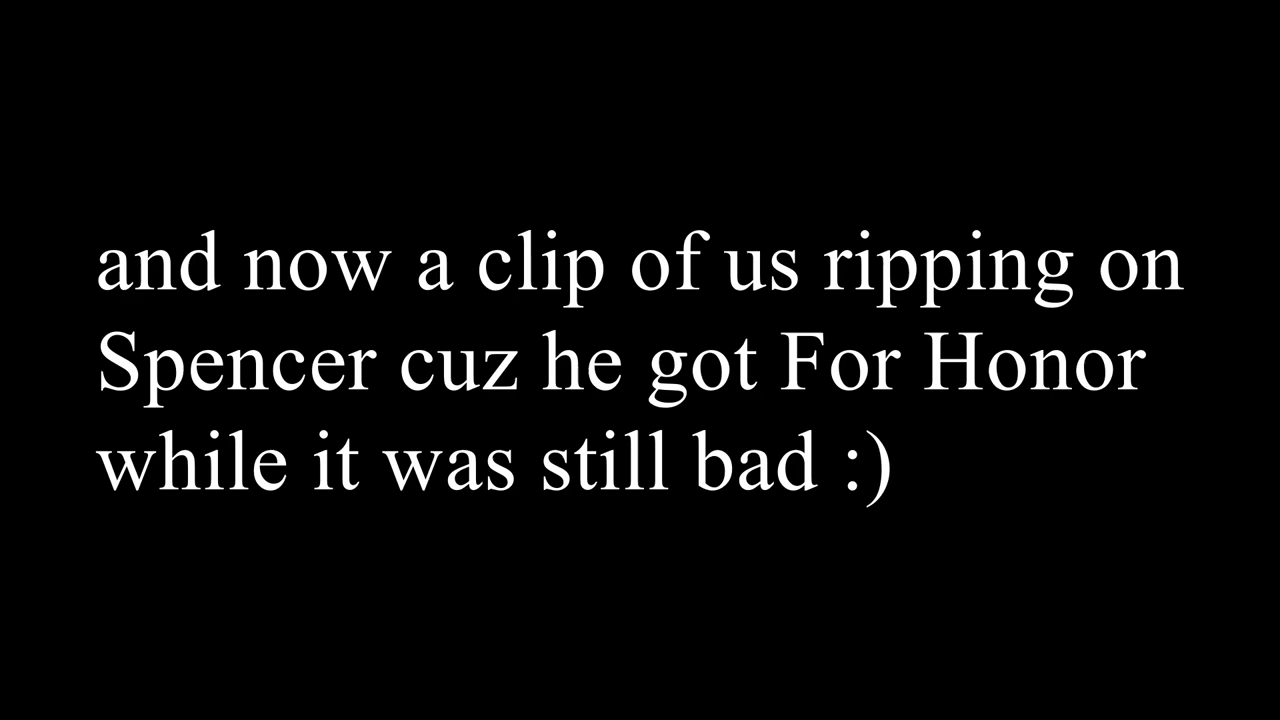 and now a clip of us ripping on
Spencer cuz he got For Honor
while it was still bad :)